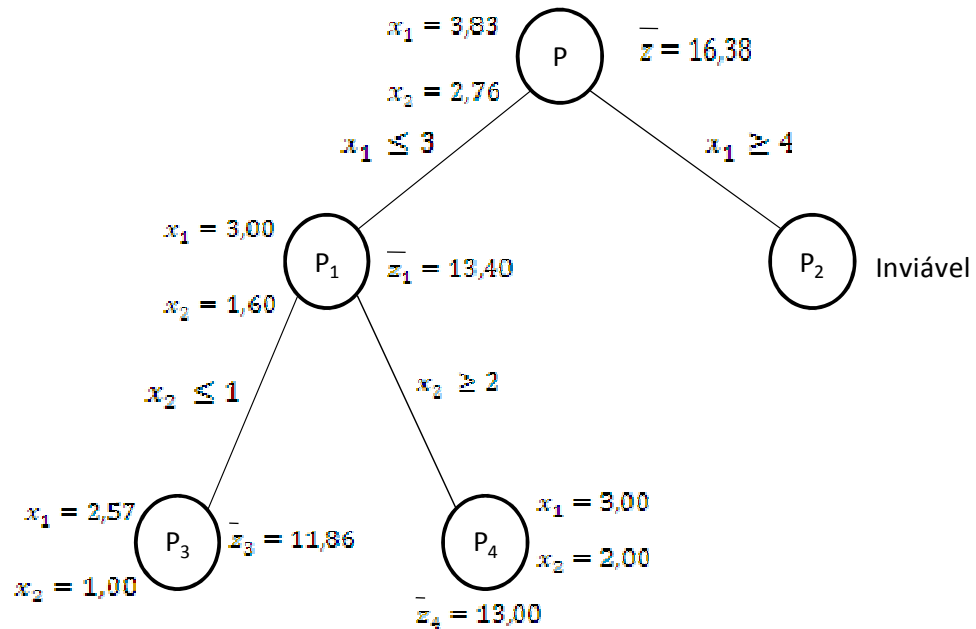 x₁ = 3,83
P
z̅ = 16,38
x₂ = 2,76
x₁ ≤ 3
x₁ ≥ 4
x₁ = 3,00
P₁
z̅₁ = 13,40
P₂
Inviável
x₂ = 1,60
x₂ ≤ 1
x₂ ≥ 2
x₁ = 2,57
P₃
z̅₃ = 11,86
x₂ = 1,00
P₄
x₁ = 3,00
x₂ = 2,00
z̅₄ = 13,00